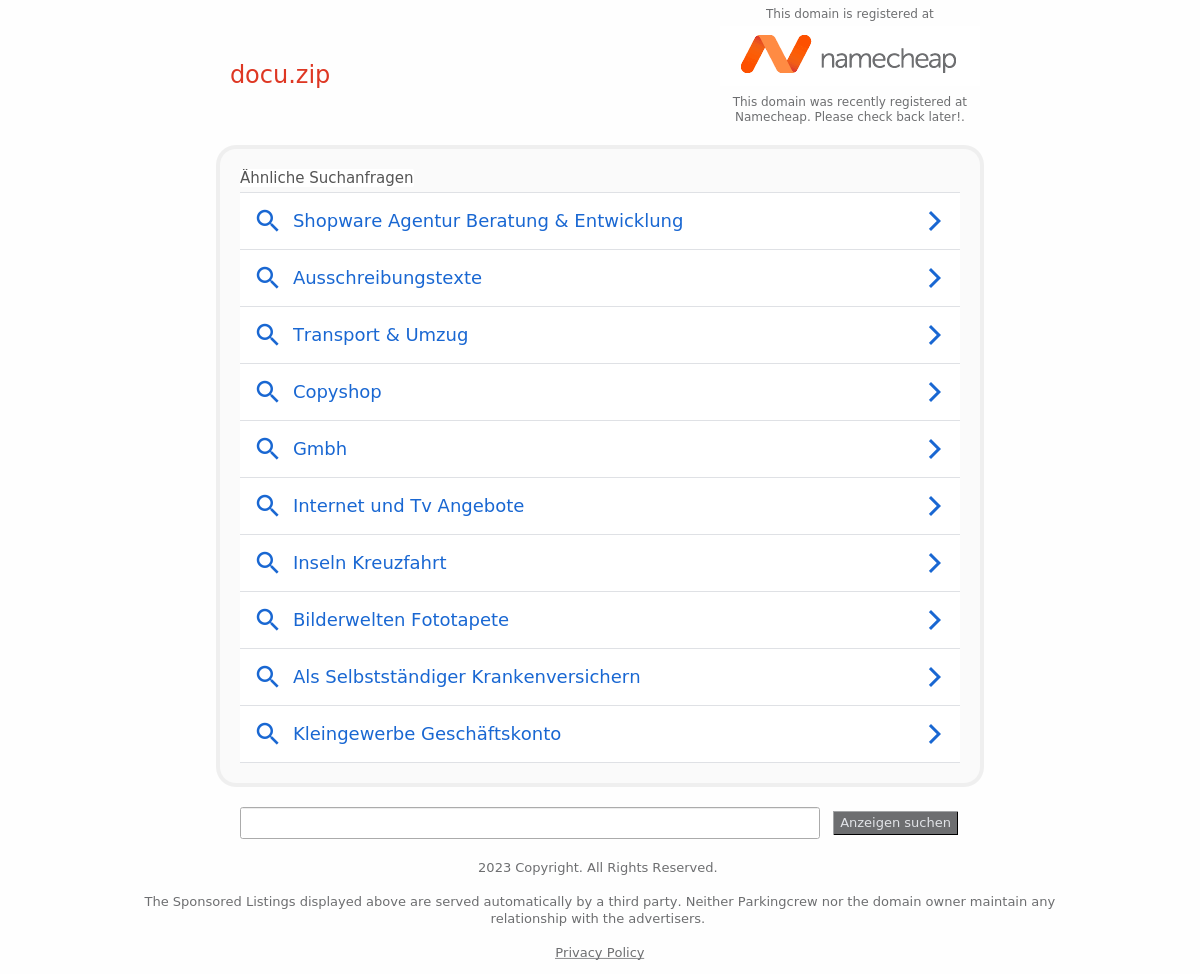 This domain is registered at
docu.zip
namecheap
This domain was recently registered at
Namecheap. Please check back later!.
Ähnliche Suchanfragen
Shopware Agentur Beratung & Entwicklung
Ausschreibungstexte
Transport & Umzug
Copyshop
Gmbh
Internet und Tv Angebote
Inseln Kreuzfahrt
Bilderwelten Fototapete
Als Selbstständiger Krankenversichern
Kleingewerbe Geschäftskonto
Anzeigen suchen
2023 Copyright. All Rights Reserved.
The Sponsored Listings displayed above are served automatically by a third party. Neither Parkingcrew nor the domain owner maintain any
relationship with the advertisers.
Privacy Policy